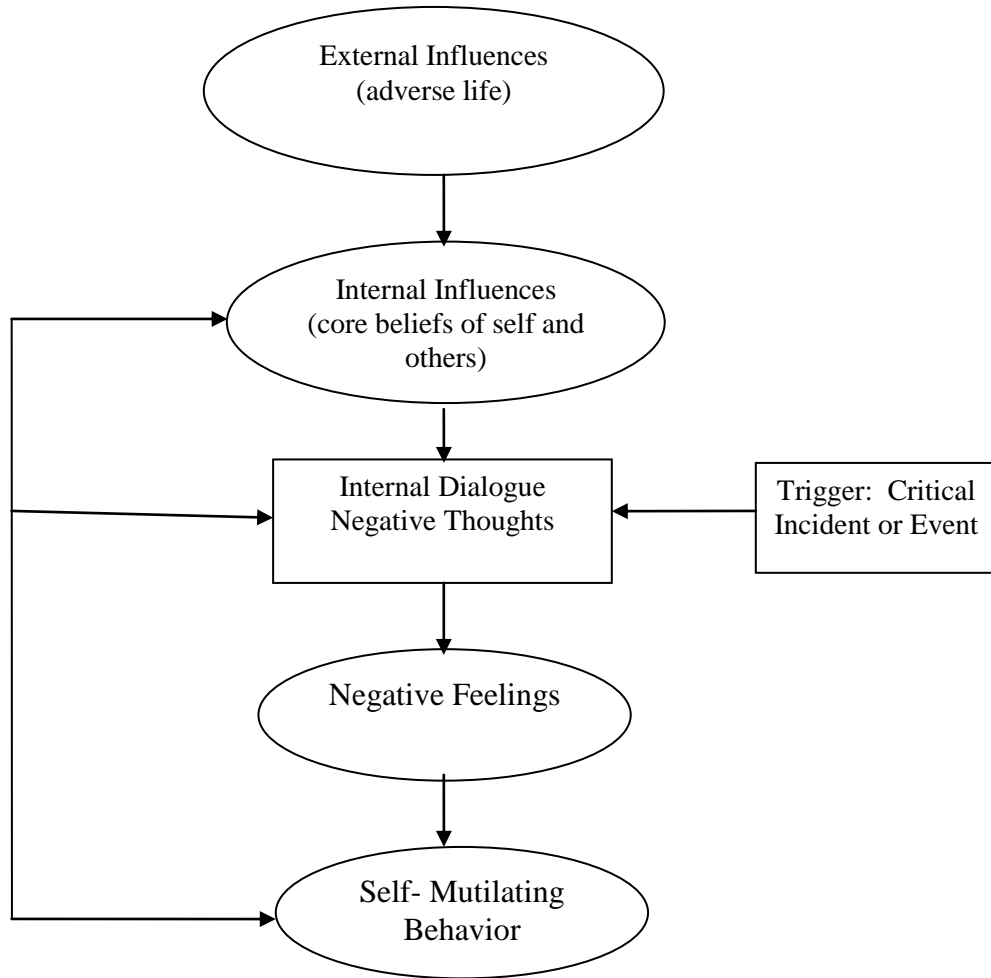 External Influences
(adverse life)
Internal Influences
(core beliefs of self and
others)
Internal Dialogue
Negative Thoughts
Trigger:  Critical
Incident or Event
Negative Feelings
Self- Mutilating
Behavior